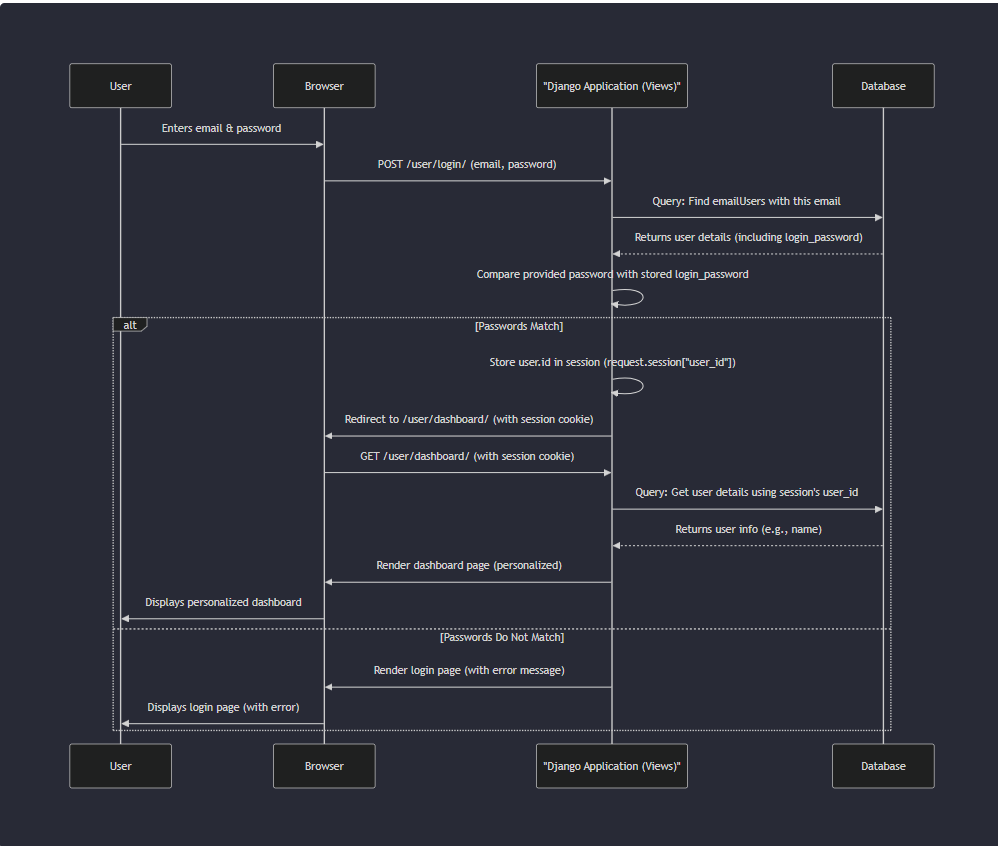 User
Browser
"Django Application (Views)"
Database
Enters email & password
POST /user/login/ (email, password)
Query: Find emailUsers with this email
Returns user details (including login_password)
Compare provided password with stored login_password
alt
[Passwords Match]
Store user.id in session (request.session["user_id"])
Redirect to /user/dashboard/ (with session cookie)
GET /user/dashboard/ (with session cookie)
Query: Get user details using session's user_id
Returns user info (e.g., name)
Render dashboard page (personalized)
Displays personalized dashboard
[Passwords Do Not Match]
Render login page (with error message)
Displays login page (with error)
User
Browser
"Django Application (Views)"
Database